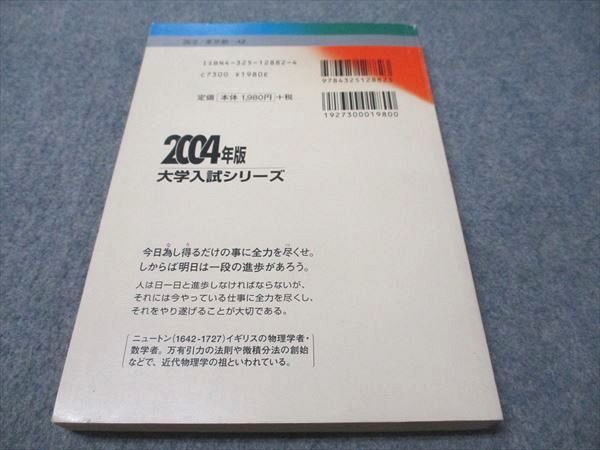 ISBN4-325-12882-4
C7300 ¥1980E
定価 本体 1,980円 +税
9784325128823
1927300019800
2004年版
大学入試シリーズ
今日為し得るだけの事に全力を尽くせ。
しからば明日は一段の進歩があろう。
人は日一日と進歩しなければならないが、
それには今やっている仕事に全力を尽くし、
それをやり遂げることが大切である。
ニュートン(1642-1727)イギリスの物理学者・
数学者。万有引力の法則や微積分法の創始
などで、近代物理学の祖といわれている。